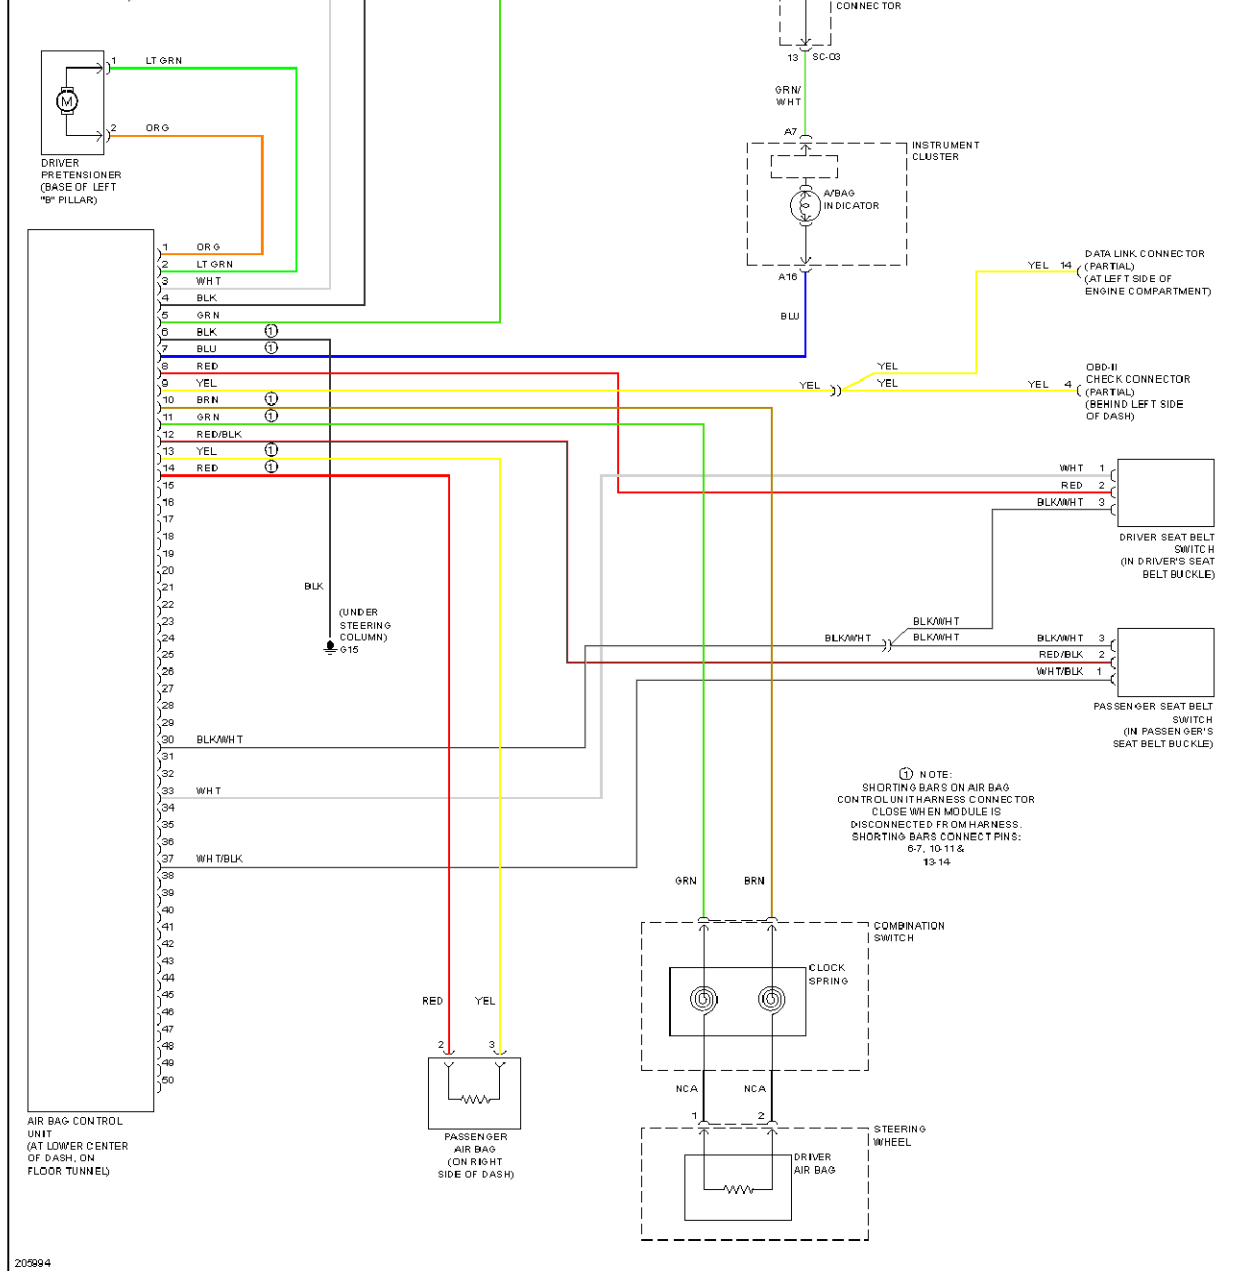 CONNECTOR
13 SC-03
GRN/
WHT
A7
INSTRUMENT
CLUSTER
A/BAG
INDICATOR
A16
BLU
1 LT GRN
M
2 ORG
DRIVER
PRETENSIONER
(BASE OF LEFT
"B" PILLAR)
1 ORG
2 LT GRN
3 WHT
4 BLK
5 GRN
6 BLK 1
7 BLU 1
8 RED
9 YEL
10 BRN 1
11 GRN 1
12 RED/BLK
13 YEL 1
14 RED 1
15
16
17
18
19
20
21
22
23
24
25
26
27
28
29
30 BLK/WHT
31
32
33 WHT
34
35
36
37 WHT/BLK
38
39
40
41
42
43
44
45
46
47
48
49
50
AIR BAG CONTROL
UNIT
(AT LOWER CENTER
OF DASH, ON
FLOOR TUNNEL)
YEL 14
DATA LINK CONNECTOR
(PARTIAL)
(AT LEFT SIDE OF
ENGINE COMPARTMENT)
YEL
YEL
YEL
YEL 4
OBD-II
CHECK CONNECTOR
(PARTIAL)
(BEHIND LEFT SIDE
OF DASH)
WHT 1
RED 2
BLK/WHT 3
DRIVER SEAT BELT
SWITCH
(IN DRIVER'S SEAT
BELT BUCKLE)
BLK
(UNDER
STEERING
COLUMN)
G15
BLK/WHT
BLK/WHT
BLK/WHT
BLK/WHT 3
RED/BLK 2
WHT/BLK 1
PASSENGER SEAT BELT
SWITCH
(IN PASSENGER'S
SEAT BELT BUCKLE)
1 NOTE:
SHORTING BARS ON AIR BAG
CONTROL UNIT HARNESS CONNECTOR
CLOSE WHEN MODULE IS
DISCONNECTED FROM HARNESS.
SHORTING BARS CONNECT PINS:
6-7, 10-11 &
13-14
GRN BRN
COMBINATION
SWITCH
CLOCK
SPRING
RED YEL
2 3
PASSENGER
AIR BAG
(ON RIGHT
SIDE OF DASH)
NCA NCA
1 2
STEERING
WHEEL
DRIVER
AIR BAG
205994